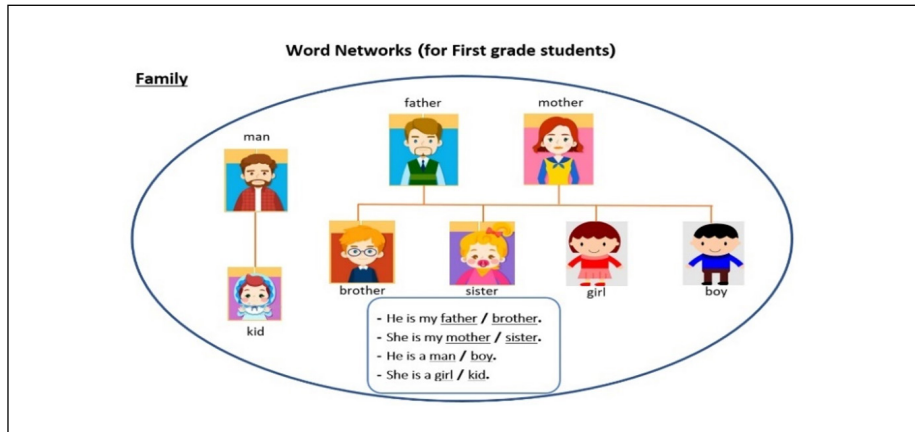 Word Networks (for First grade students)
Family
father mother
man
brother sister girl boy
kid
- He is my father / brother.
- She is my mother / sister.
- He is a man / boy.
- She is a girl / kid.